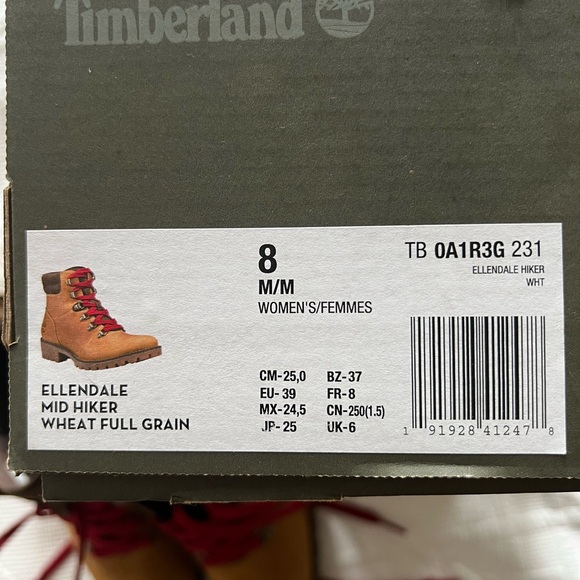 Timberland
8
M/M
WOMEN'S/FEMMES
TB 0A1R3G 231
ELLENDALE HIKER
WHT
ELLENDALE
MID HIKER
WHEAT FULL GRAIN
CM-25,0 BZ-37
EU-39 FR-8
MX-24,5 CN-250(1.5)
JP-25 UK-6
1 91928 41247 8